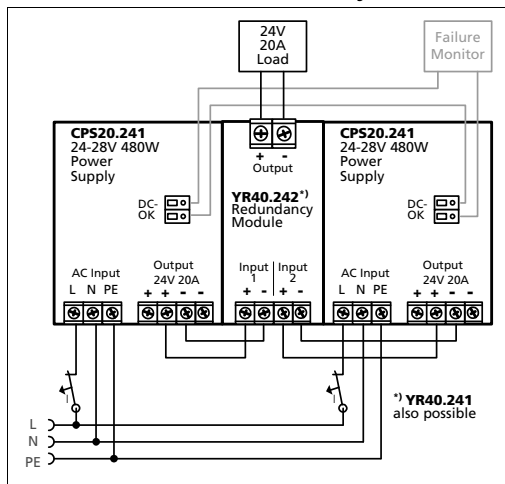 24V
20A
Load
Failure
Monitor
CPS20.241
24-28V 480W
Power
Supply
DC-
OK
AC Input
L N PE
Output
24V 20A
+ + - -
+ -
Output
YR40.242*)
Redundancy
Module
Input
1
Input
2
+ - + -
CPS20.241
24-28V 480W
Power
Supply
DC-
OK
AC Input
L N PE
Output
24V 20A
+ + - -
I
I
*) YR40.241
also possible
L
N
PE